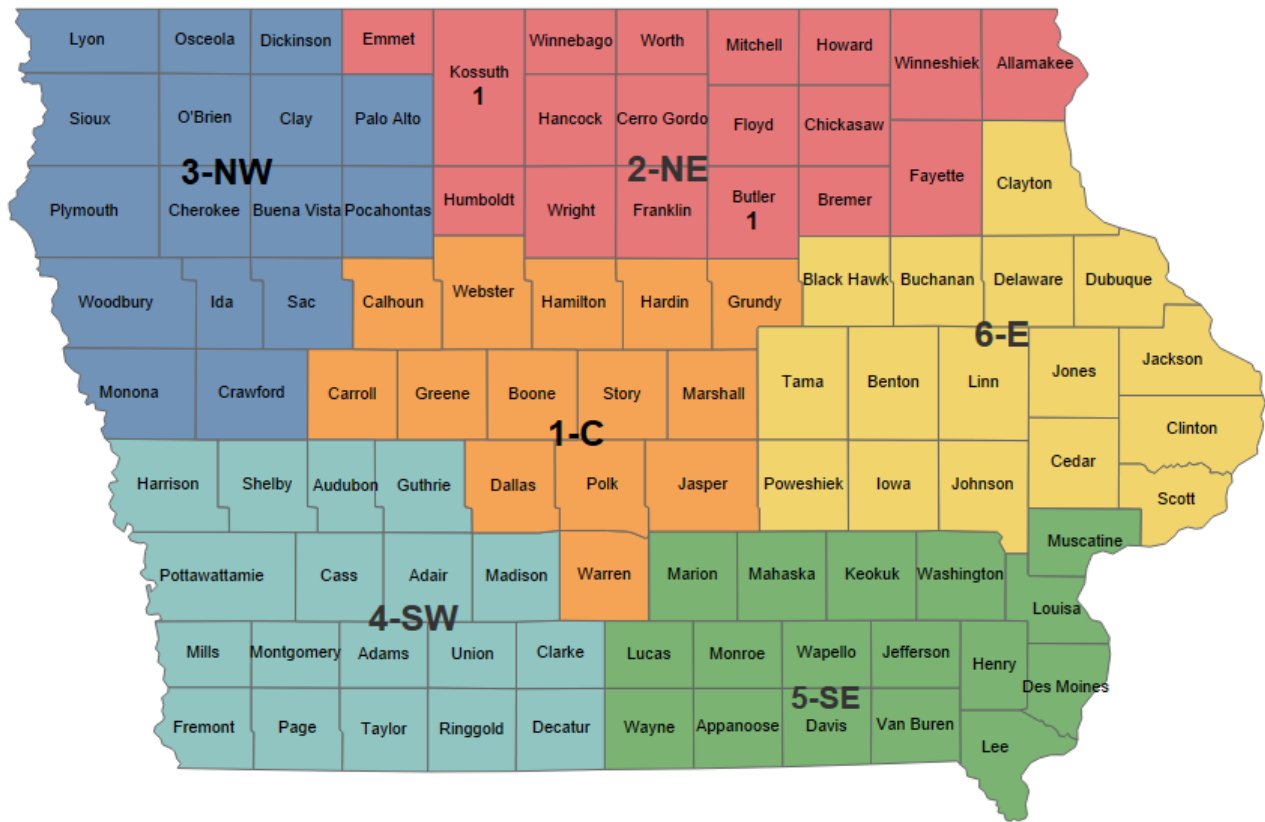 Lyon
Osceola
Dickinson
Emmet
Kossuth
1
Winnebago
Worth
Mitchell
Howard
Winneshiek
Allamakee
Sioux
O'Brien
Clay
Palo Alto
Hancock
Cerro Gordo
Floyd
Chickasaw
3-NW
2-NE
Fayette
Clayton
Plymouth
Cherokee
Buena Vista
Pocahontas
Humboldt
Wright
Franklin
Butler
1
Bremer
Woodbury
Ida
Sac
Calhoun
Webster
Hamilton
Hardin
Grundy
Black Hawk
Buchanan
Delaware
Dubuque
6-E
Monona
Crawford
Carroll
Greene
Boone
Story
Marshall
Tama
Benton
Linn
Jones
Jackson
1-C
Clinton
Harrison
Shelby
Audubon
Guthrie
Dallas
Polk
Jasper
Poweshiek
Iowa
Johnson
Cedar
Scott
Pottawattamie
Cass
Adair
Madison
Warren
Marion
Mahaska
Keokuk
Washington
Muscatine
Louisa
4-SW
Mills
Montgomery
Adams
Union
Clarke
Lucas
Monroe
Wapello
Jefferson
Henry
Des Moines
5-SE
Fremont
Page
Taylor
Ringgold
Decatur
Wayne
Appanoose
Davis
Van Buren
Lee